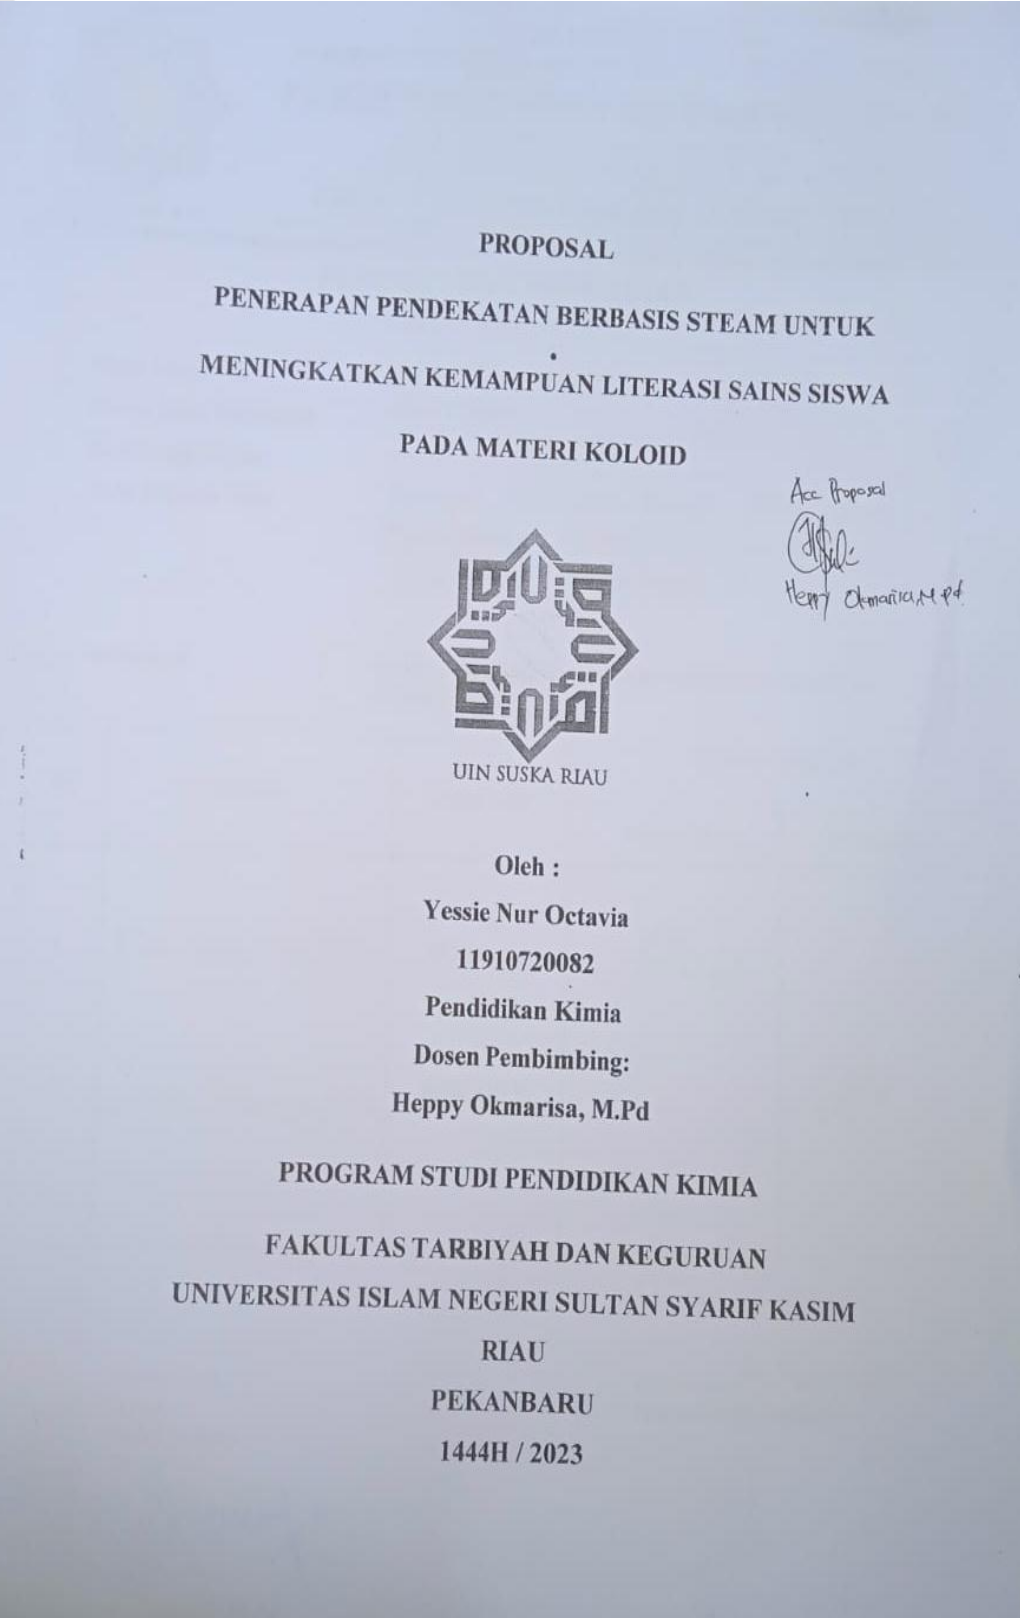 PROPOSAL
PENERAPAN PENDEKATAN BERBASIS STEAM UNTUK
MENINGKATKAN KEMAMPUAN LITERASI SAINS SISWA
PADA MATERI KOLOID
Acc Proposal
Heppy Okmarisa, M.Pd
UIN SUSKA RIAU
Oleh :
Yessie Nur Octavia
11910720082
Pendidikan Kimia
Dosen Pembimbing:
Heppy Okmarisa, M.Pd
PROGRAM STUDI PENDIDIKAN KIMIA
FAKULTAS TARBIYAH DAN KEGURUAN
UNIVERSITAS ISLAM NEGERI SULTAN SYARIF KASIM
RIAU
PEKANBARU
1444H / 2023